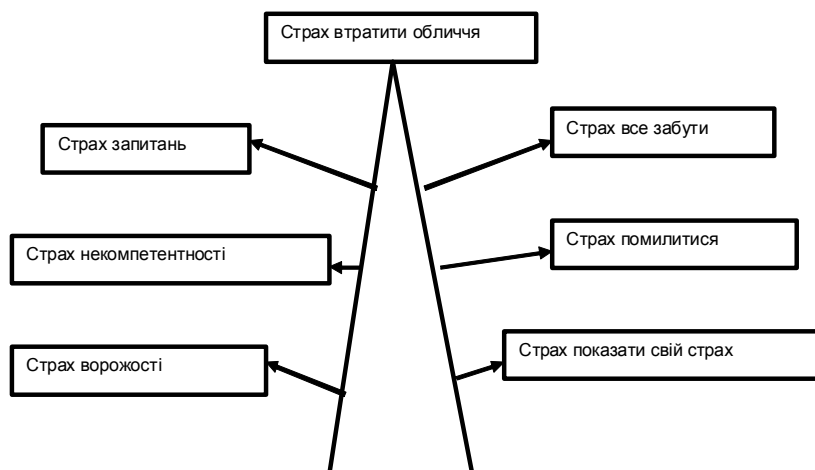 Страх втратити обличчя
Страх запитань
Страх все забути
Страх некомпетентності
Страх помилитися
Страх ворожості
Страх показати свій страх